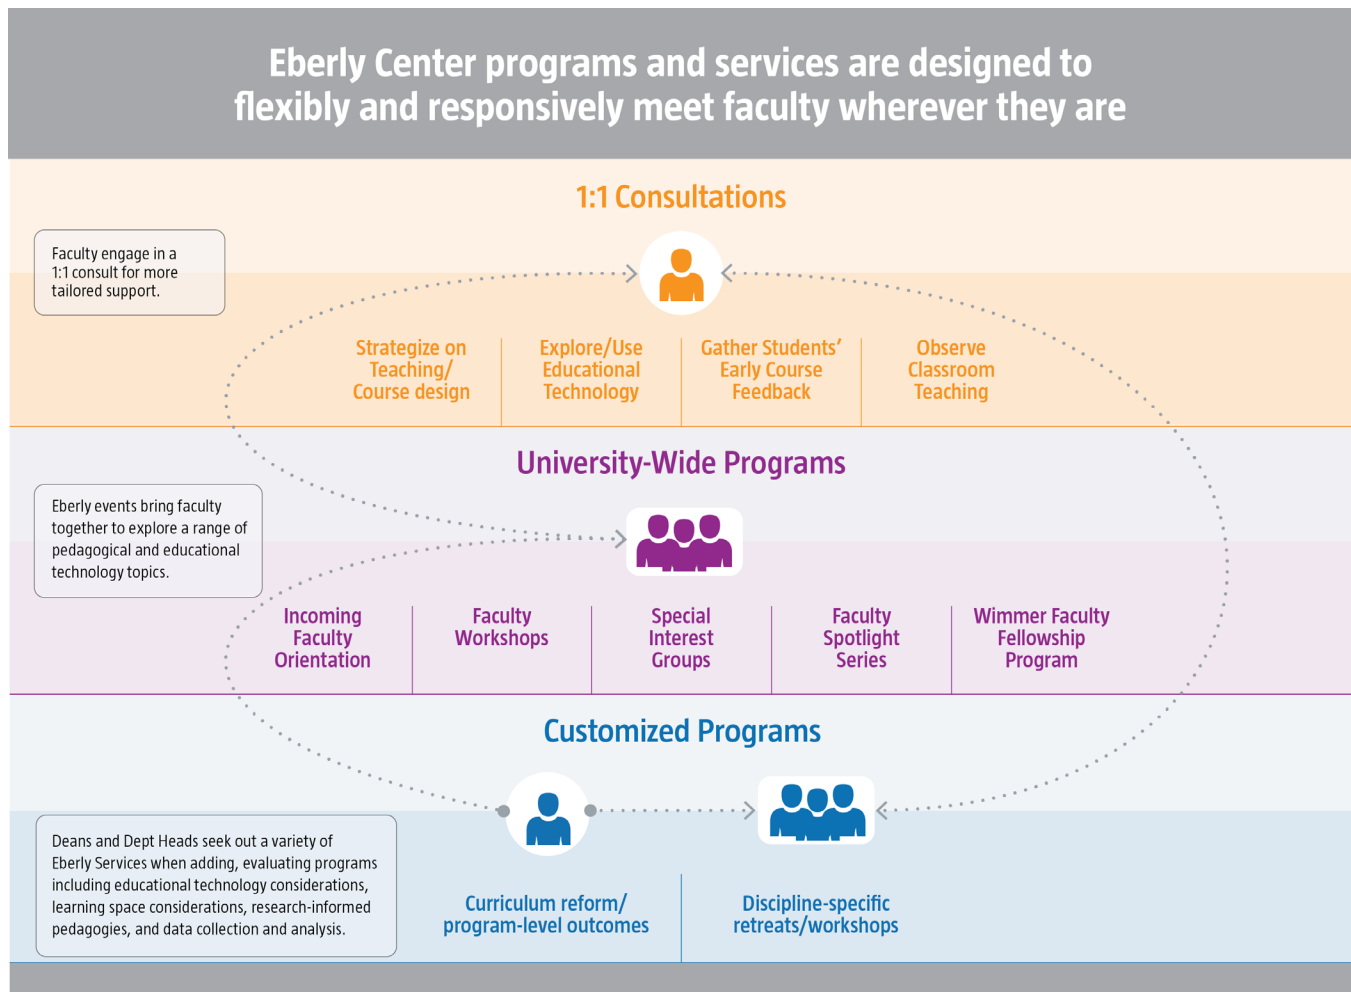 Eberly Center programs and services are designed to
flexibly and responsively meet faculty wherever they are
1:1 Consultations
Faculty engage in a
1:1 consult for more
tailored support.
Strategize on
Teaching/
Course design
Explore/Use
Educational
Technology
Gather Students’
Early Course
Feedback
Observe
Classroom
Teaching
University-Wide Programs
Eberly events bring faculty
together to explore a range of
pedagogical and educational
technology topics.
Incoming
Faculty
Orientation
Faculty
Workshops
Special
Interest
Groups
Faculty
Spotlight
Series
Wimmer Faculty
Fellowship
Program
Customized Programs
Deans and Dept Heads seek out a variety of
Eberly Services when adding, evaluating programs
including educational technology considerations,
learning space considerations, research-informed
pedagogies, and data collection and analysis.
Curriculum reform/
program-level outcomes
Discipline-specific
retreats/workshops